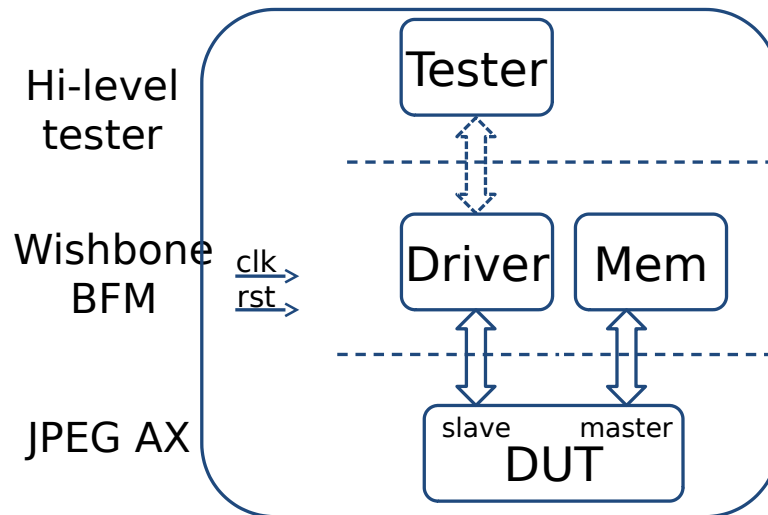 Tester
Hi-level
tester
Wishbone
BFM
clk
rst
Driver
Mem
JPEG AX
slave
master
DUT